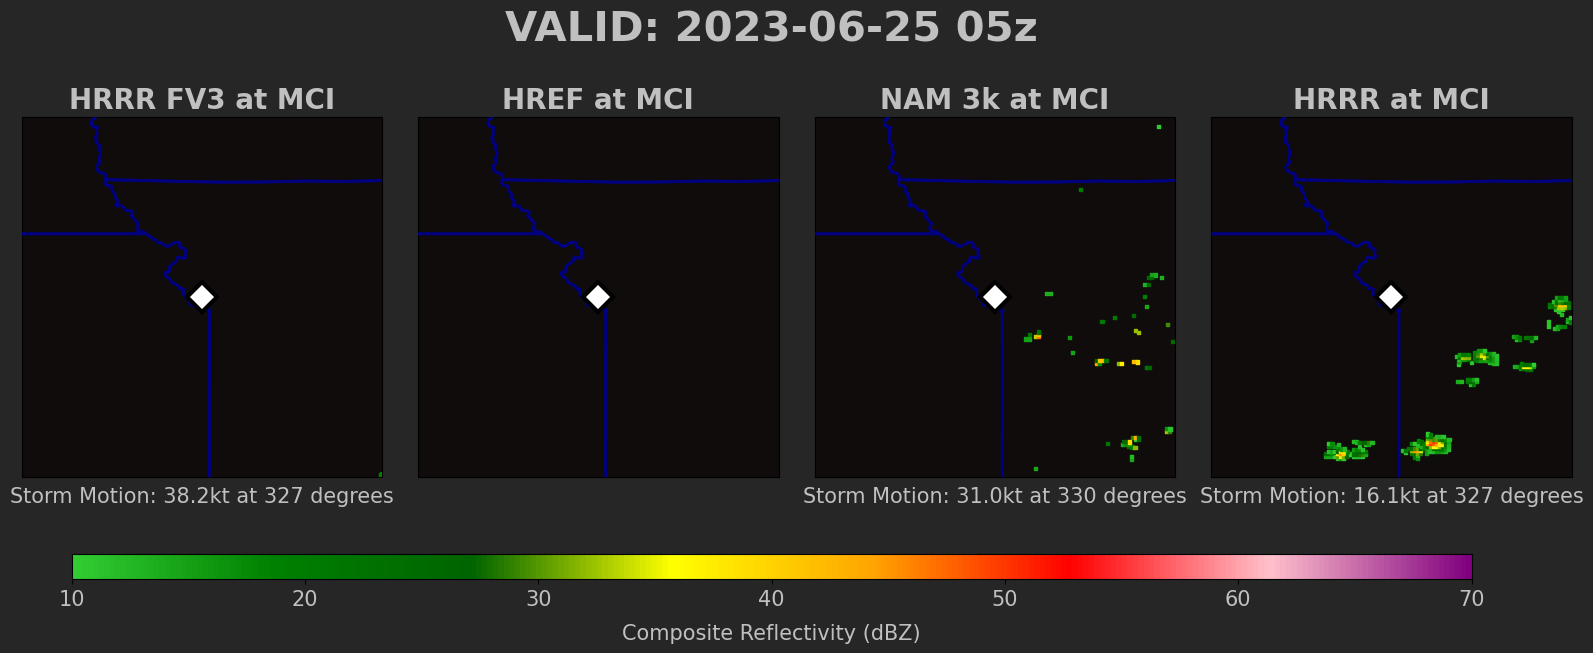 VALID: 2023-06-25 05z
HRRR FV3 at MCI
HREF at MCI
NAM 3k at MCI
HRRR at MCI
Storm Motion: 38.2kt at 327 degrees
Storm Motion: 31.0kt at 330 degrees
Storm Motion: 16.1kt at 327 degrees
10 20 30 40 50 60 70
Composite Reflectivity (dBZ)